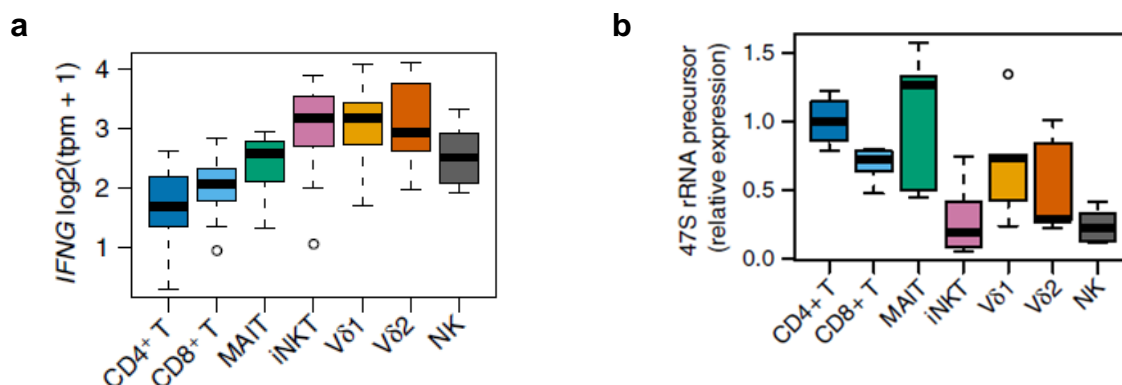 a
IFNG log2(tpm + 1)
4
3
2
1
CD4⁺ T
CD8⁺ T
MAIT
iNKT
Vδ1
Vδ2
NK
b
47S rRNA precursor
(relative expression)
1.5
1.0
0.5
0.0
CD4+ T
CD8+ T
MAIT
iNKT
Vδ1
Vδ2
NK